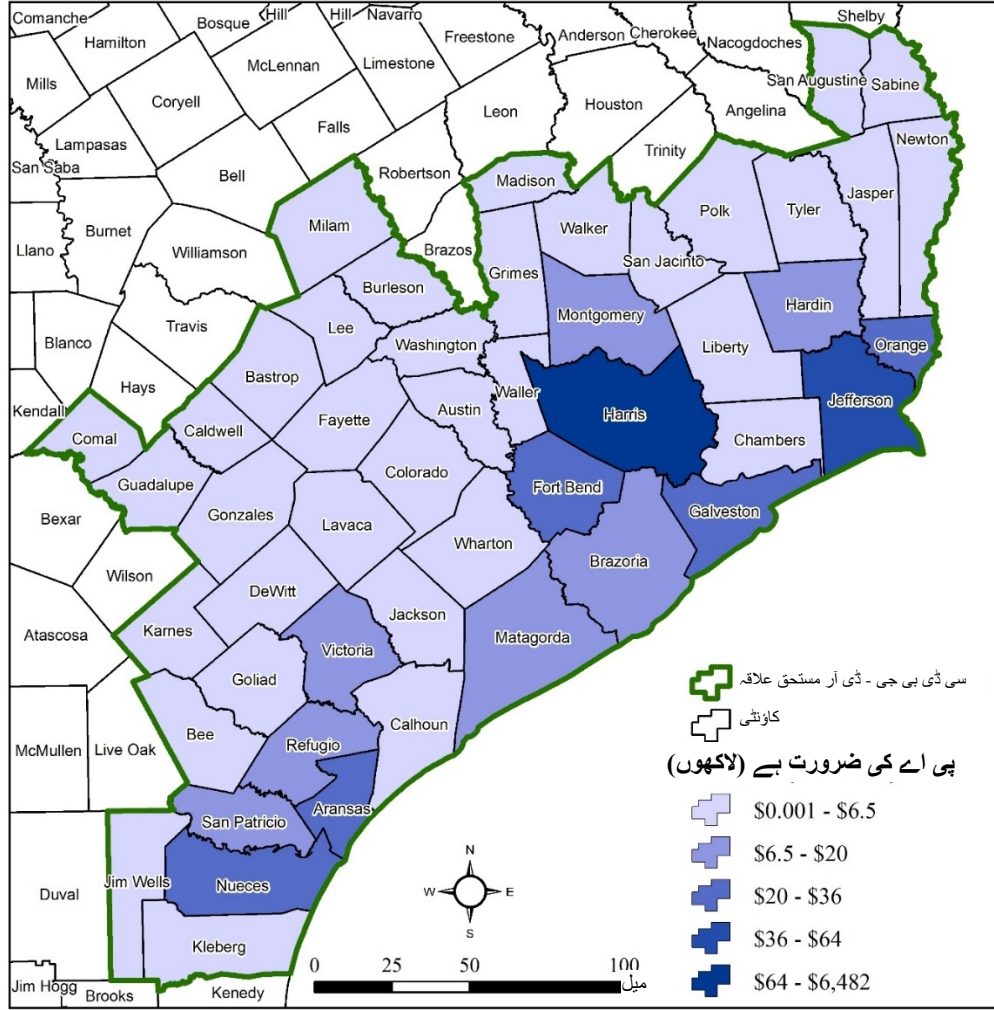 Comanche
Bosque
Hill
Hill
Navarro
Shelby
Hamilton
Freestone
Anderson
Cherokee
Nacogdoches
McLennan
Limestone
Mills
San Augustine
Sabine
Coryell
Leon
Houston
Angelina
Falls
Lampasas
Newton
Trinity
San Saba
Robertson
Bell
Madison
Jasper
Polk
Tyler
Milam
Burnet
Walker
Llano
Williamson
Brazos
San Jacinto
Grimes
Burleson
Hardin
Montgomery
Travis
Lee
Blanco
Washington
Orange
Liberty
Bastrop
Hays
Waller
Jefferson
Kendall
Austin
Harris
Fayette
Caldwell
Comal
Chambers
Colorado
Guadalupe
Fort Bend
Galveston
Gonzales
Bexar
Lavaca
Wharton
Brazoria
Wilson
DeWitt
Jackson
Atascosa
Karnes
Matagorda
Victoria
Goliad
سی ڈی بی جی - ڈی آر مستحق علاقہ
Calhoun
کاؤنٹی
Bee
McMullen
Live Oak
Refugio
پی اے کی ضرورت ہے (لاکھوں)
Aransas
$0.001 - $6.5
San Patricio
$6.5 - $20
N
Duval
Jim Wells
Nueces
W
E
$20 - $36
S
Kleberg
$36 - $64
0 25 50 100
میل
$64 - $6,482
Jim Hogg
Brooks
Kenedy